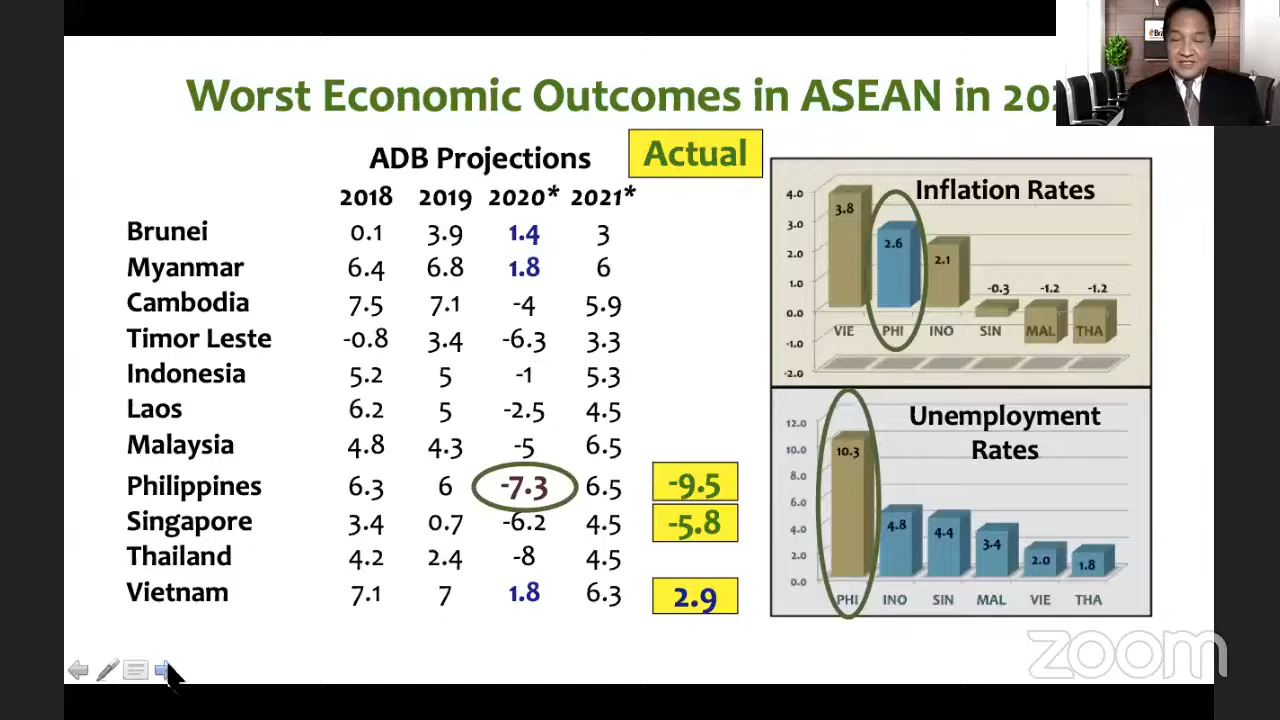 Worst Economic Outcomes in ASEAN in
ADB Projections
Actual
2018 2019 2020* 2021*
Brunei 0.1 3.9 1.4 3
Myanmar 6.4 6.8 1.8 6
Cambodia 7.5 7.1 -4 5.9
Timor Leste -0.8 3.4 -6.3 3.3
Indonesia 5.2 5 -1 5.3
Laos 6.2 5 -2.5 4.5
Malaysia 4.8 4.3 -5 6.5
Philippines 6.3 6 -7.3 6.5 -9.5
Singapore 3.4 0.7 -6.2 4.5 -5.8
Thailand 4.2 2.4 -8 4.5
Vietnam 7.1 7 1.8 6.3 2.9
Inflation Rates
4.0
3.0
2.0
1.0
0.0
-1.0
-2.0
3.8 2.6 2.1 -0.3 -1.2 -1.2
VIE PHI INO SIN MAL THA
Unemployment
Rates
12.0
10.0
8.0
6.0
4.0
2.0
0.0
10.3 4.8 4.4 3.4 2.0 1.8
PHI INO SIN MAL VIE THA
zoom